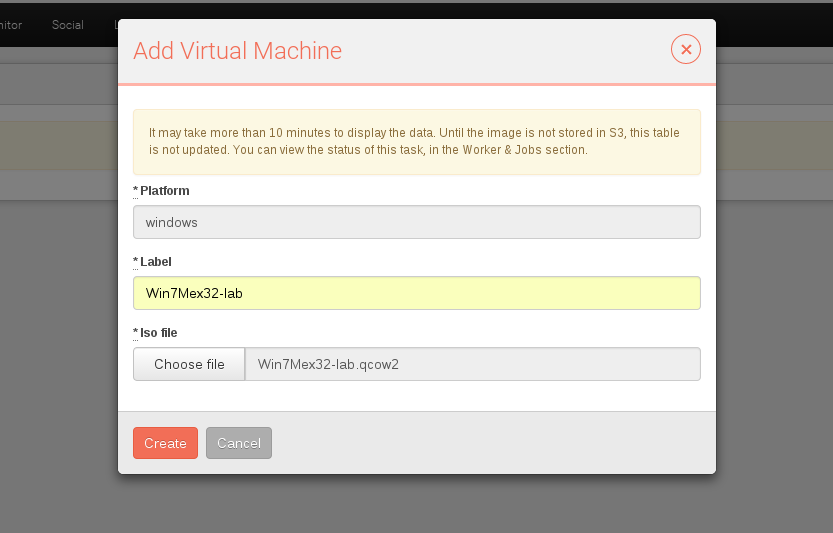 Social
Add Virtual Machine
It may take more than 10 minutes to display the data. Until the image is not stored in S3, this table
is not updated. You can view the status of this task, in the Worker & Jobs section.
* Platform
windows
* Label
Win7Mex32-lab
* Iso file
Choose file
Win7Mex32-lab.qcow2
Create
Cancel